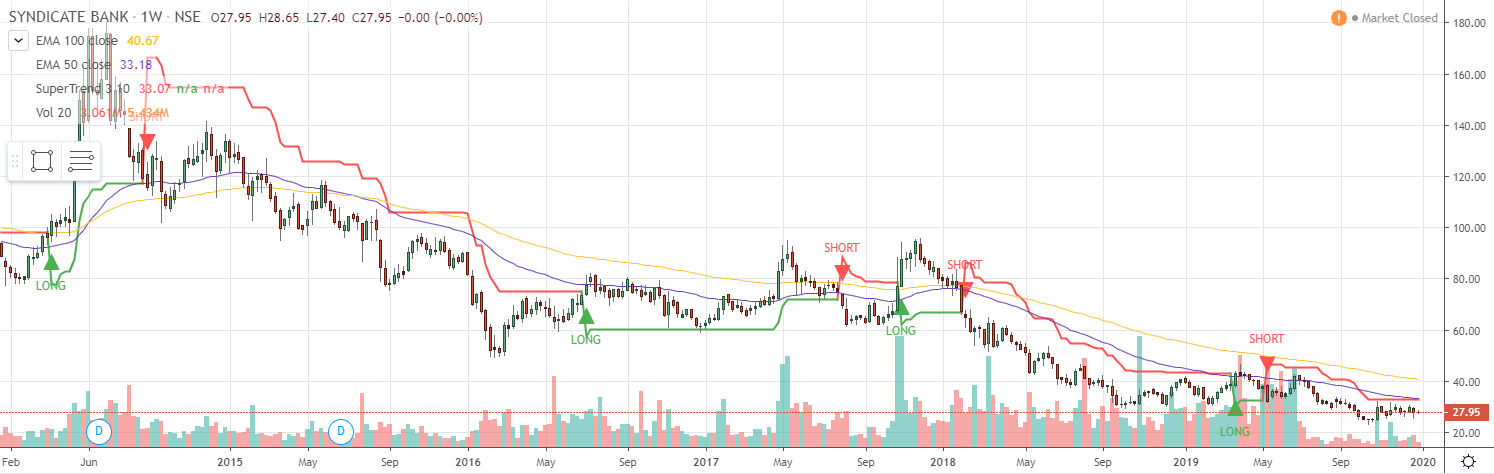 SYNDICATE BANK · 1W · NSE O27.95 H28.65 L27.40 C27.95 −0.00 (−0.00%)
Market Closed
EMA 100 close 40.67
EMA 50 close 33.18
SuperTrend 3 10 33.07 n/a n/a
Vol 20 3.061M 5.434M
SHORT
SHORT
SHORT
SHORT
LONG
LONG
LONG
LONG
D
D
180.00
160.00
140.00
120.00
100.00
80.00
60.00
40.00
27.95
20.00
Feb Jun 2015 May Sep 2016 May Sep 2017 May Sep 2018 May Sep 2019 May Sep 2020